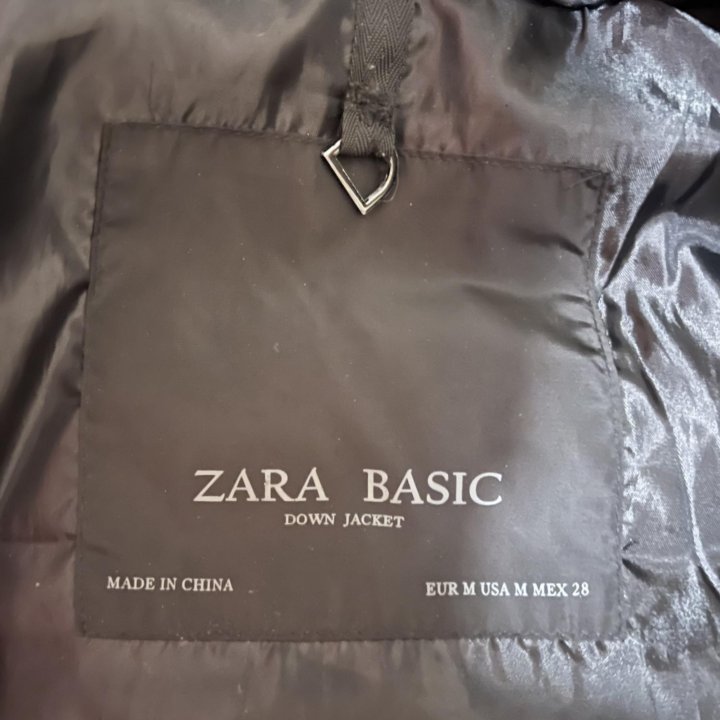 ZARA BASIC
DOWN JACKET
MADE IN CHINA
EUR M USA M MEX 28